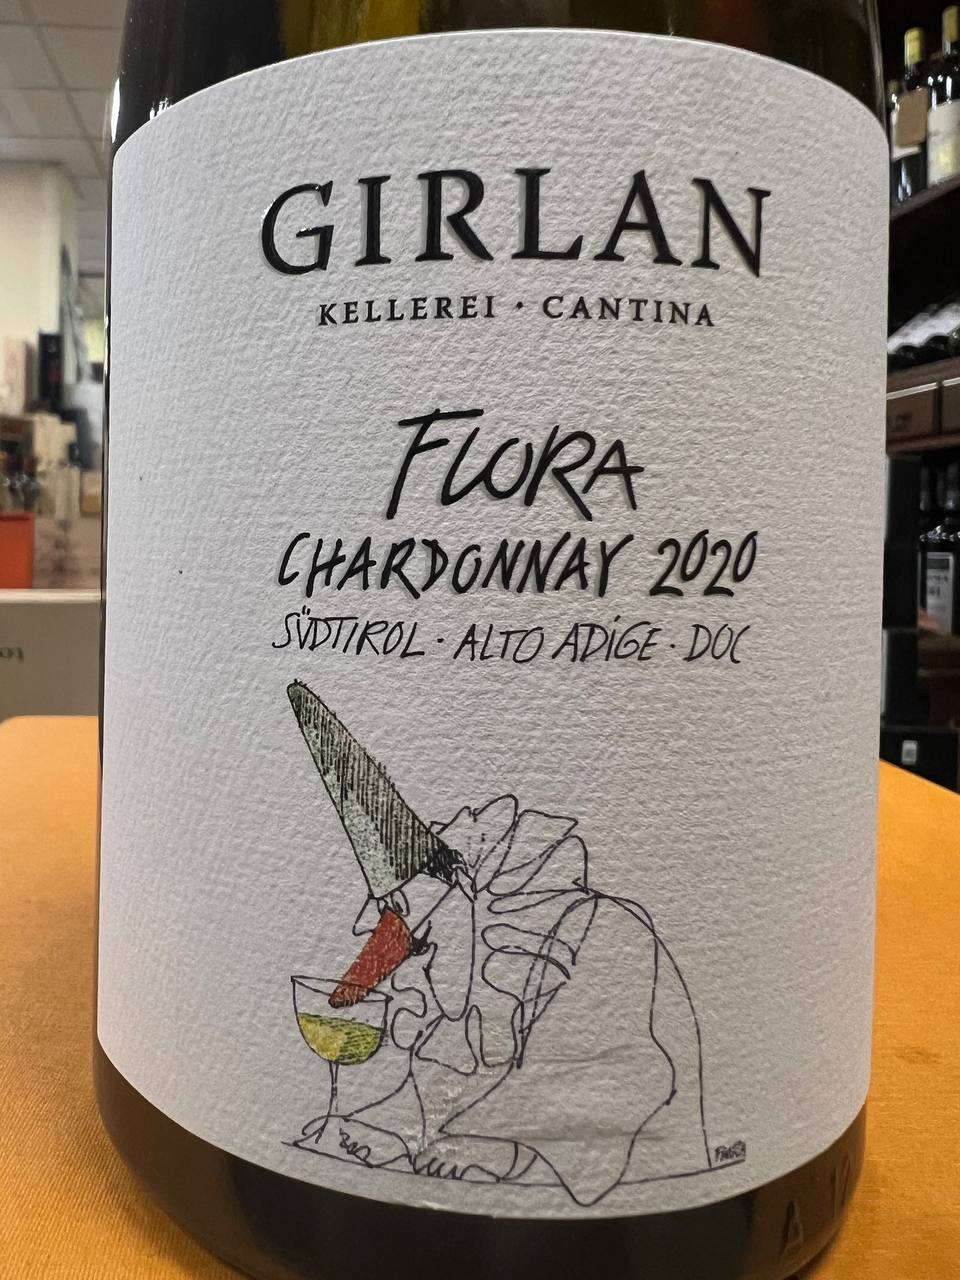 GIRLAN
KELLEREI · CANTINA
FLORA
CHARDONNAY 2020
SÜDTIROL · ALTO ADIGE · DOC